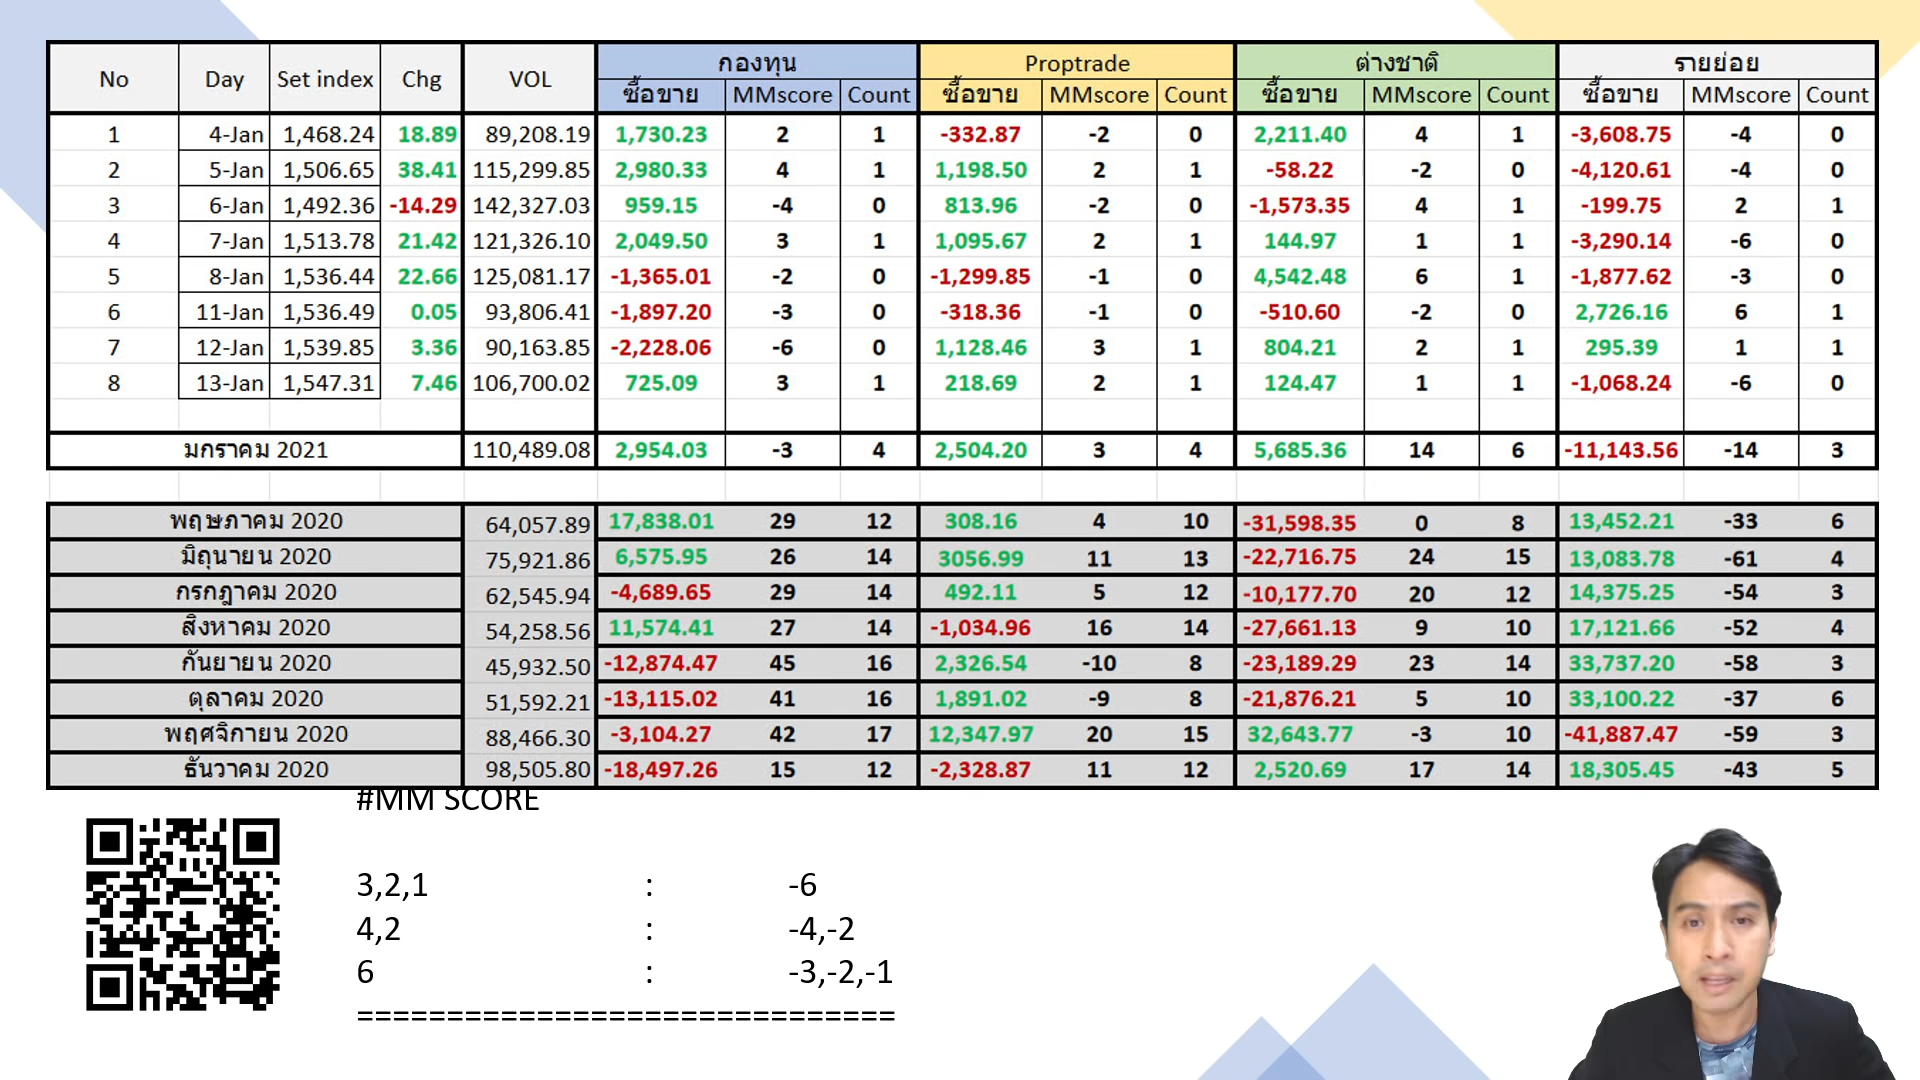 No Day Set index Chg VOL กองทุน Proptrade ต่างชาติ รายย่อย
ซื้อขาย MMscore Count ซื้อขาย MMscore Count ซื้อขาย MMscore Count ซื้อขาย MMscore Count
1 4-Jan 1,468.24 18.89 89,208.19 1,730.23 2 1 -332.87 -2 0 2,211.40 4 1 -3,608.75 -4 0
2 5-Jan 1,506.65 38.41 115,299.85 2,980.33 4 1 1,198.50 2 1 -58.22 -2 0 -4,120.61 -4 0
3 6-Jan 1,492.36 -14.29 142,327.03 959.15 -4 0 813.96 -2 0 -1,573.35 4 1 -199.75 2 1
4 7-Jan 1,513.78 21.42 121,326.10 2,049.50 3 1 1,095.67 2 1 144.97 1 1 -3,290.14 -6 0
5 8-Jan 1,536.44 22.66 125,081.17 -1,365.01 -2 0 -1,299.85 -1 0 4,542.48 6 1 -1,877.62 -3 0
6 11-Jan 1,536.49 0.05 93,806.41 -1,897.20 -3 0 -318.36 -1 0 -510.60 -2 0 2,726.16 6 1
7 12-Jan 1,539.85 3.36 90,163.85 -2,228.06 -6 0 1,128.46 3 1 804.21 2 1 295.39 1 1
8 13-Jan 1,547.31 7.46 106,700.02 725.09 3 1 218.69 2 1 124.47 1 1 -1,068.24 -6 0
มกราคม 2021 110,489.08 2,954.03 -3 4 2,504.20 3 4 5,685.36 14 6 -11,143.56 -14 3
พฤษภาคม 2020 64,057.89 17,838.01 29 12 308.16 4 10 -31,598.35 0 8 13,452.21 -33 6
มิถุนายน 2020 75,921.86 6,575.95 26 14 3056.99 11 13 -22,716.75 24 15 13,083.78 -61 4
กรกฎาคม 2020 62,545.94 -4,689.65 29 14 492.11 5 12 -10,177.70 20 12 14,375.25 -54 3
สิงหาคม 2020 54,258.56 11,574.41 27 14 -1,034.96 16 14 -27,661.13 9 10 17,121.66 -52 4
กันยายน 2020 45,932.50 -12,874.47 45 16 2,326.54 -10 8 -23,189.29 23 14 33,737.20 -58 3
ตุลาคม 2020 51,592.21 -13,115.02 41 16 1,891.02 -9 8 -21,876.21 5 10 33,100.22 -37 6
พฤศจิกายน 2020 88,466.30 -3,104.27 42 17 12,347.97 20 15 32,643.77 -3 10 -41,887.47 -59 3
ธันวาคม 2020 98,505.80 -18,497.26 15 12 -2,328.87 11 12 2,520.69 17 14 18,305.45 -43 5
#MM SCORE
3,2,1 : -6
4,2 : -4,-2
6 : -3,-2,-1
==============================